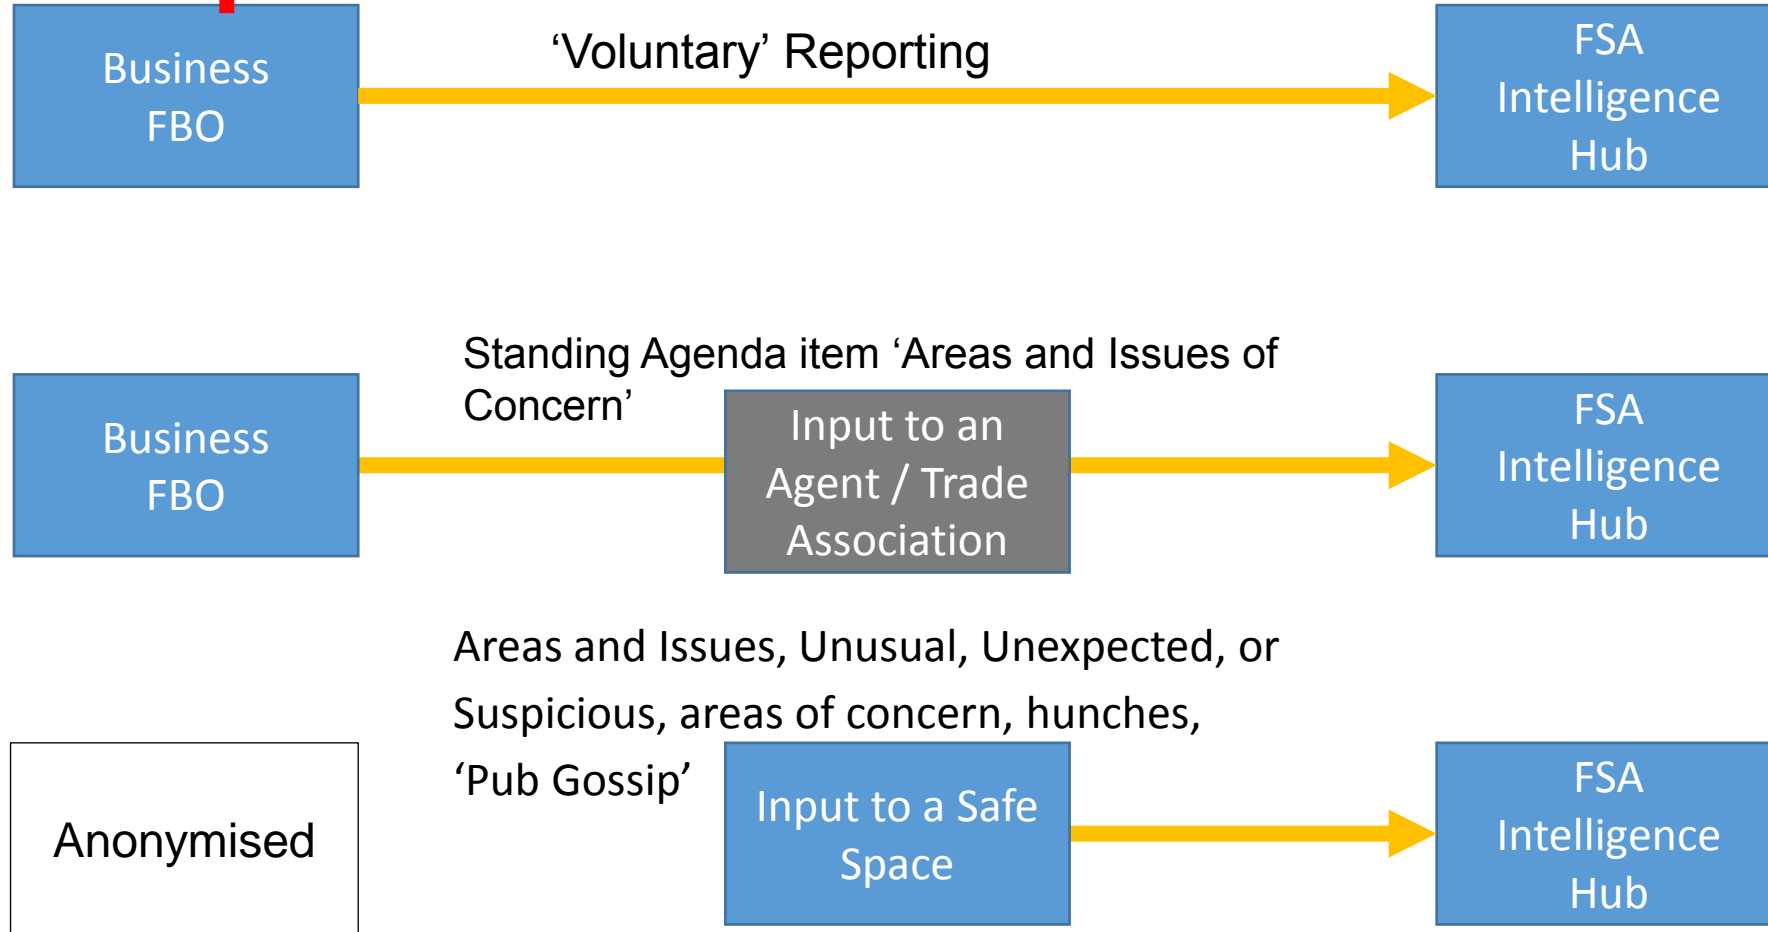 Business
FBO
‘Voluntary’ Reporting
FSA
Intelligence
Hub
Standing Agenda item ‘Areas and Issues of
Concern’
Business
FBO
Input to an
Agent / Trade
Association
FSA
Intelligence
Hub
Areas and Issues, Unusual, Unexpected, or
Suspicious, areas of concern, hunches,
‘Pub Gossip’
Anonymised
Input to a Safe
Space
FSA
Intelligence
Hub